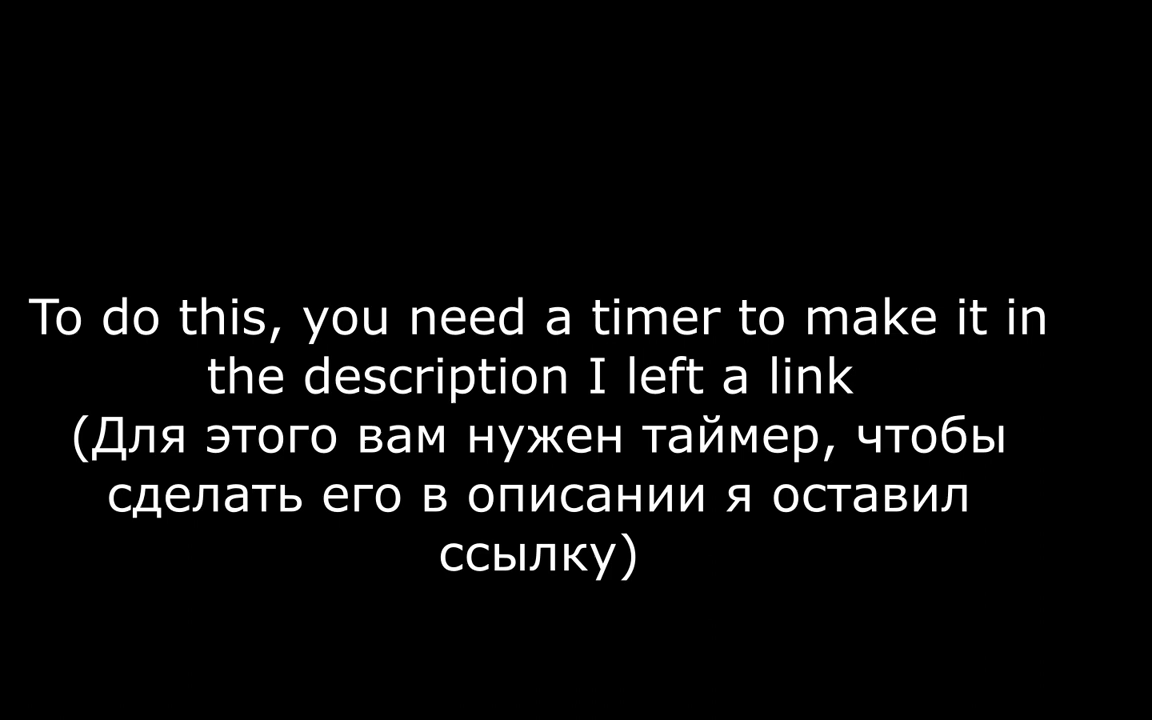 To do this, you need a timer to make it in
the description I left a link
(Для этого вам нужен таймер, чтобы
сделать его в описании я оставил
ссылку)